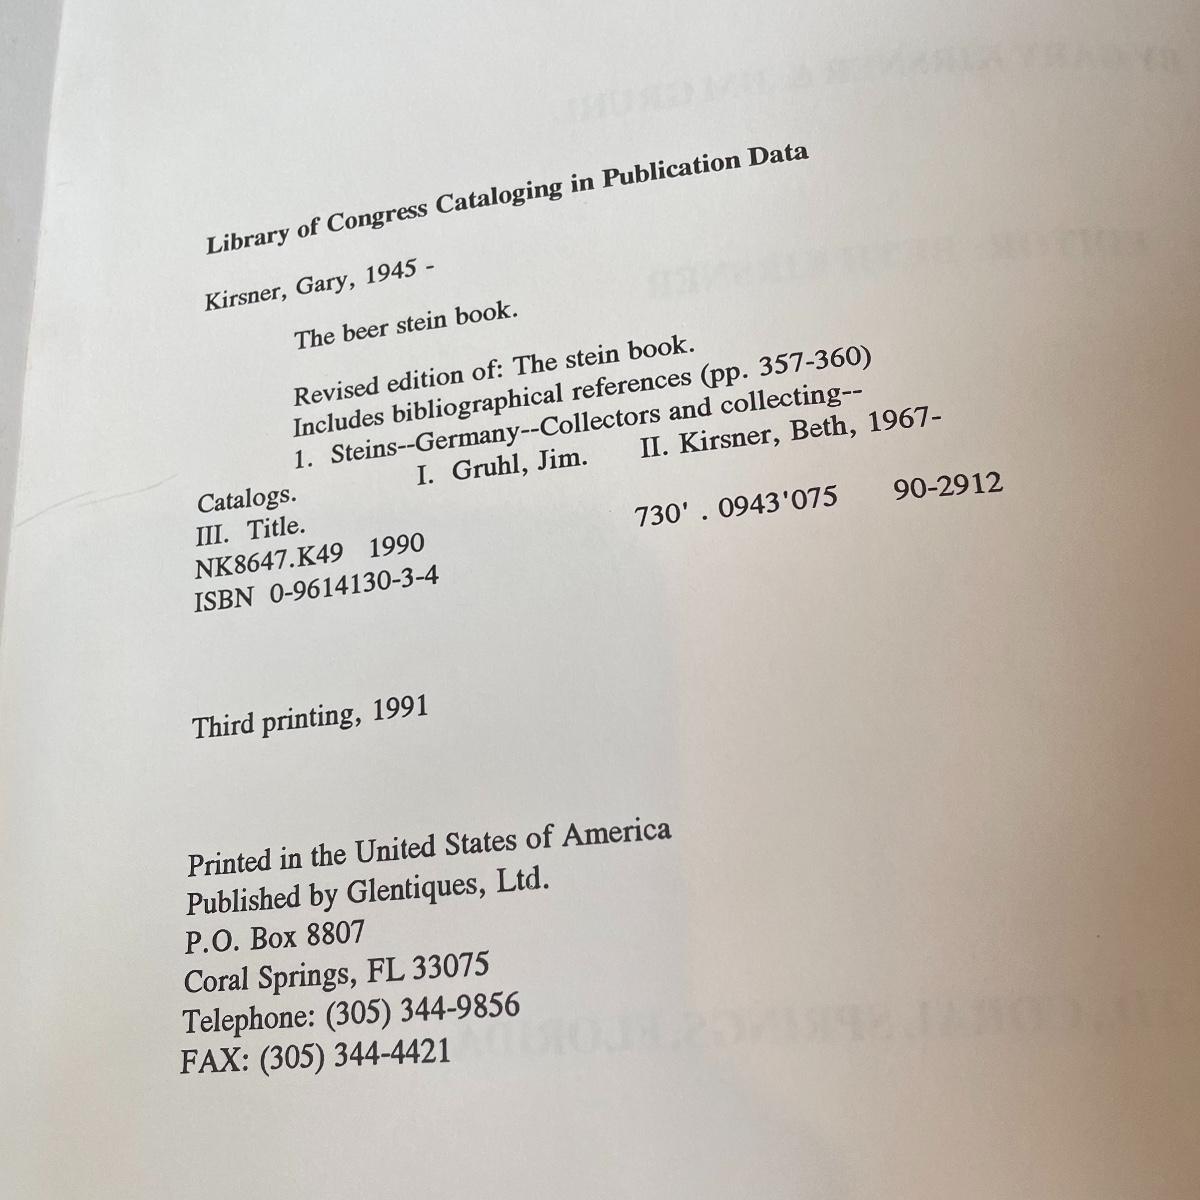 Library of Congress Cataloging in Publication Data
Kirsner, Gary, 1945 -
The beer stein book.
Revised edition of: The stein book.
Includes bibliographical references (pp. 357-360)
1. Steins--Germany--Collectors and collecting--
Catalogs. I. Gruhl, Jim. II. Kirsner, Beth, 1967-
III. Title.
NK8647.K49 1990 730' . 0943'075 90-2912
ISBN 0-9614130-3-4
Third printing, 1991
Printed in the United States of America
Published by Glentiques, Ltd.
P.O. Box 8807
Coral Springs, FL 33075
Telephone: (305) 344-9856
FAX: (305) 344-4421